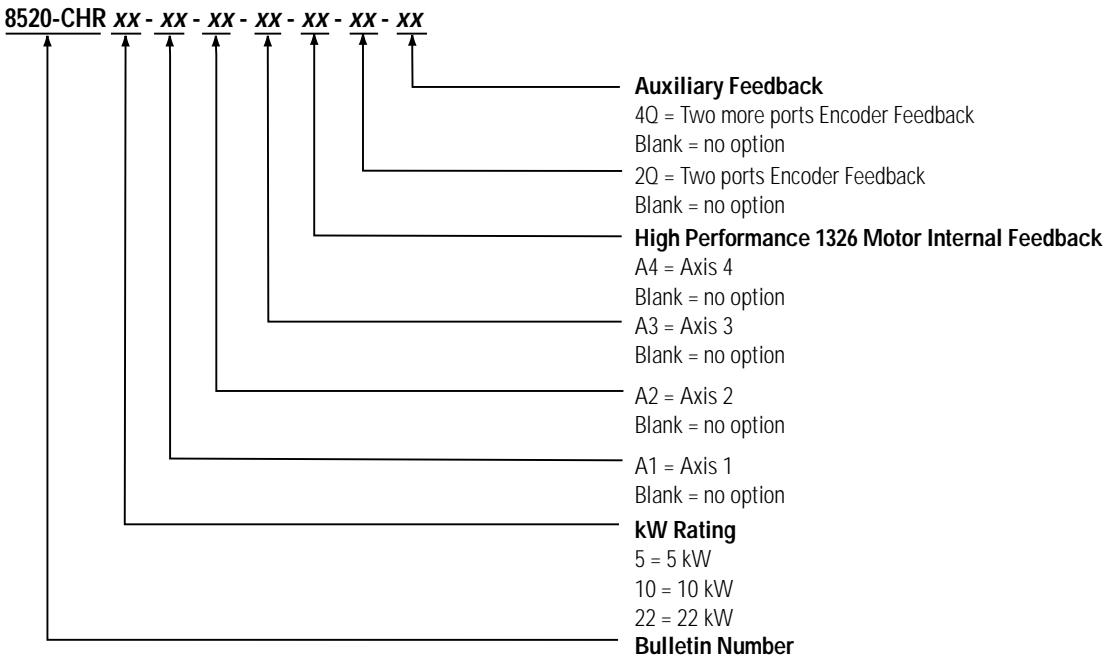 8520-CHR xx - xx - xx - xx - xx - xx - xx
Auxiliary Feedback
4Q = Two more ports Encoder Feedback
Blank = no option
2Q = Two ports Encoder Feedback
Blank = no option
High Performance 1326 Motor Internal Feedback
A4 = Axis 4
Blank = no option
A3 = Axis 3
Blank = no option
A2 = Axis 2
Blank = no option
A1 = Axis 1
Blank = no option
kW Rating
5 = 5 kW
10 = 10 kW
22 = 22 kW
Bulletin Number